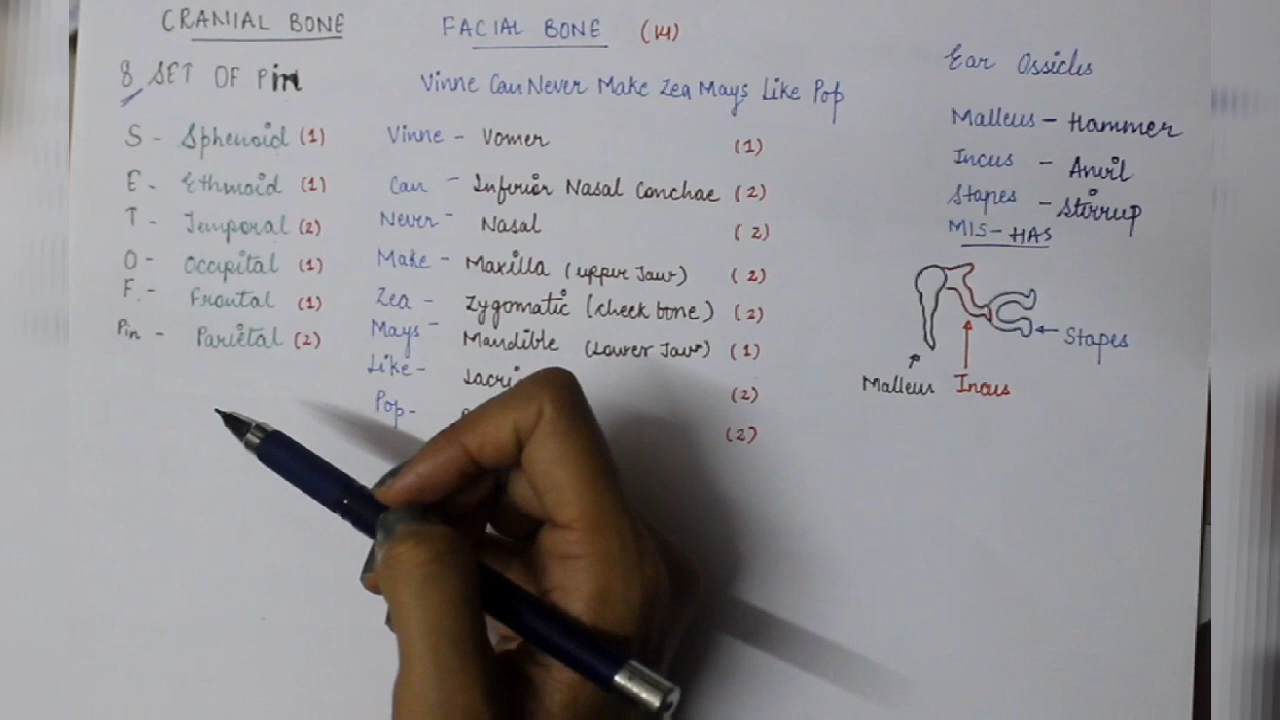 CRANIAL BONE
8 SET OF Pin
S - Sphenoid (1)
E - Ethmoid (1)
T - Temporal (2)
O - Occipital (1)
F. - Frontal (1)
Pin - Parietal (2)
FACIAL BONE (14)
Vinne Can Never Make Zea Mays Like Pop
Vinne - Vomer (1)
Can - Inferior Nasal Conchae (2)
Never - Nasal (2)
Make - Maxilla (upper Jaw) (2)
Zea - Zygomatic (cheek bone) (2)
Mays - Mandible (Lower Jaw) (1)
Like - (2)
Pop - (2)
Ear Ossicles
Malleus - Hammer
Incus - Anvil
Stapes - Stirrup
MIS - HAS
Stapes
Malleus Incus